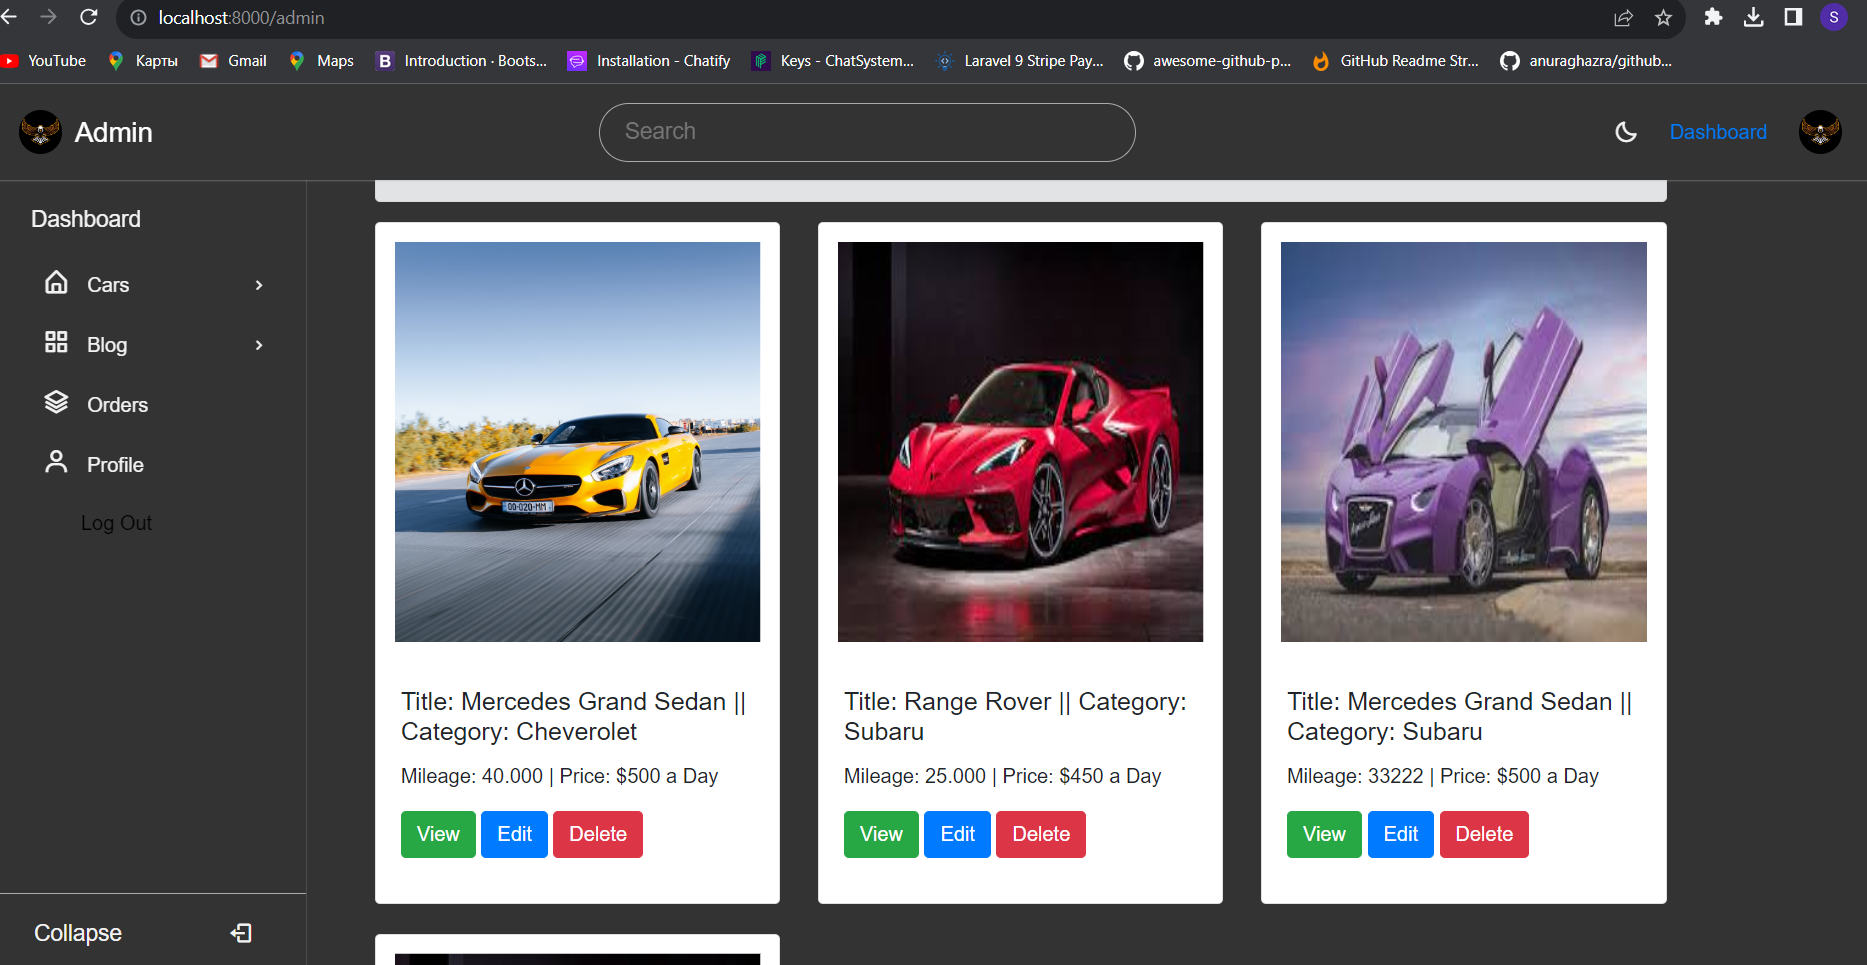 localhost:8000/admin
S
YouTube Карты Gmail Maps B Introduction · Boots... Installation - Chatify Keys - ChatSystem... Laravel 9 Stripe Pay... awesome-github-p... GitHub Readme Str... anuraghazra/github...
Admin
Search
Dashboard
Dashboard
Cars
Blog
Orders
Profile
Log Out
Collapse
OO-020-MM
Title: Mercedes Grand Sedan ||
Category: Cheverolet
Mileage: 40.000 | Price: $500 a Day
View Edit Delete
Title: Range Rover || Category:
Subaru
Mileage: 25.000 | Price: $450 a Day
View Edit Delete
Title: Mercedes Grand Sedan ||
Category: Subaru
Mileage: 33222 | Price: $500 a Day
View Edit Delete